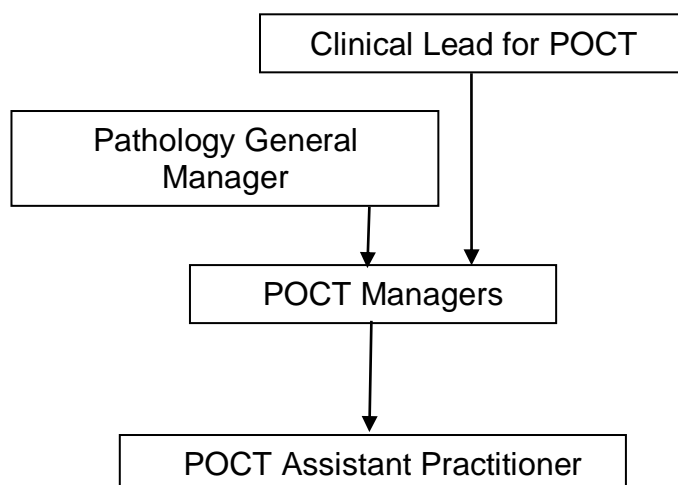 Clinical Lead for POCT
Pathology General
Manager
POCT Managers
POCT Assistant Practitioner